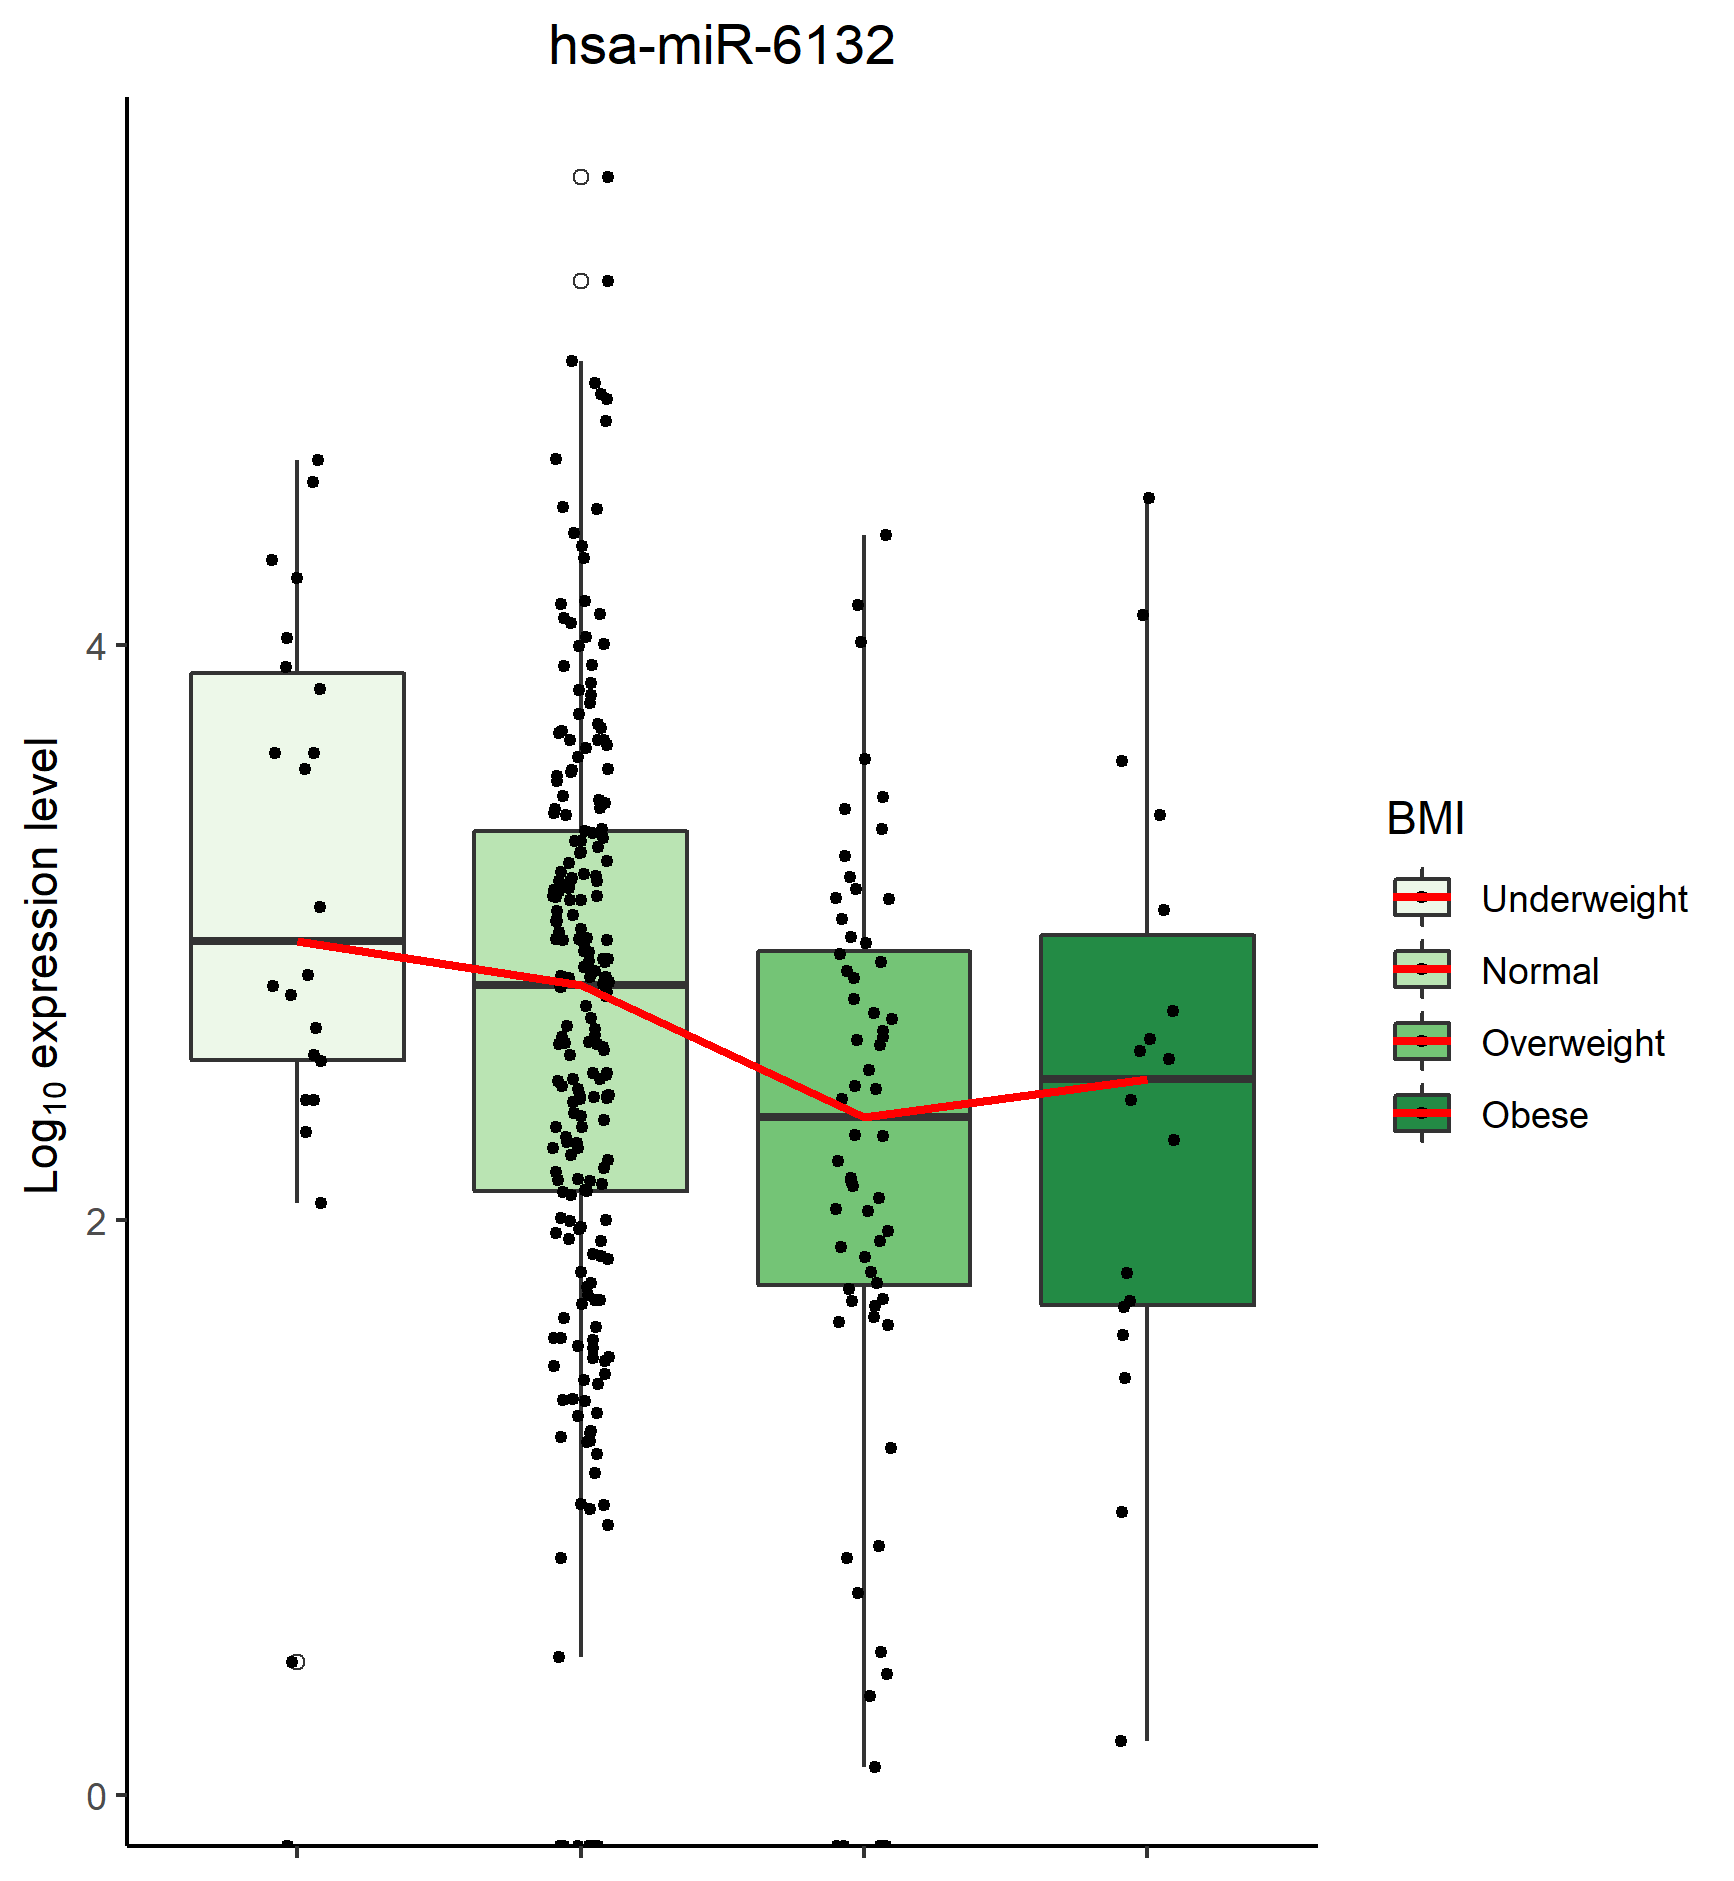 hsa-miR-6132
Log10 expression level
4
2
0
BMI
Underweight
Normal
Overweight
Obese